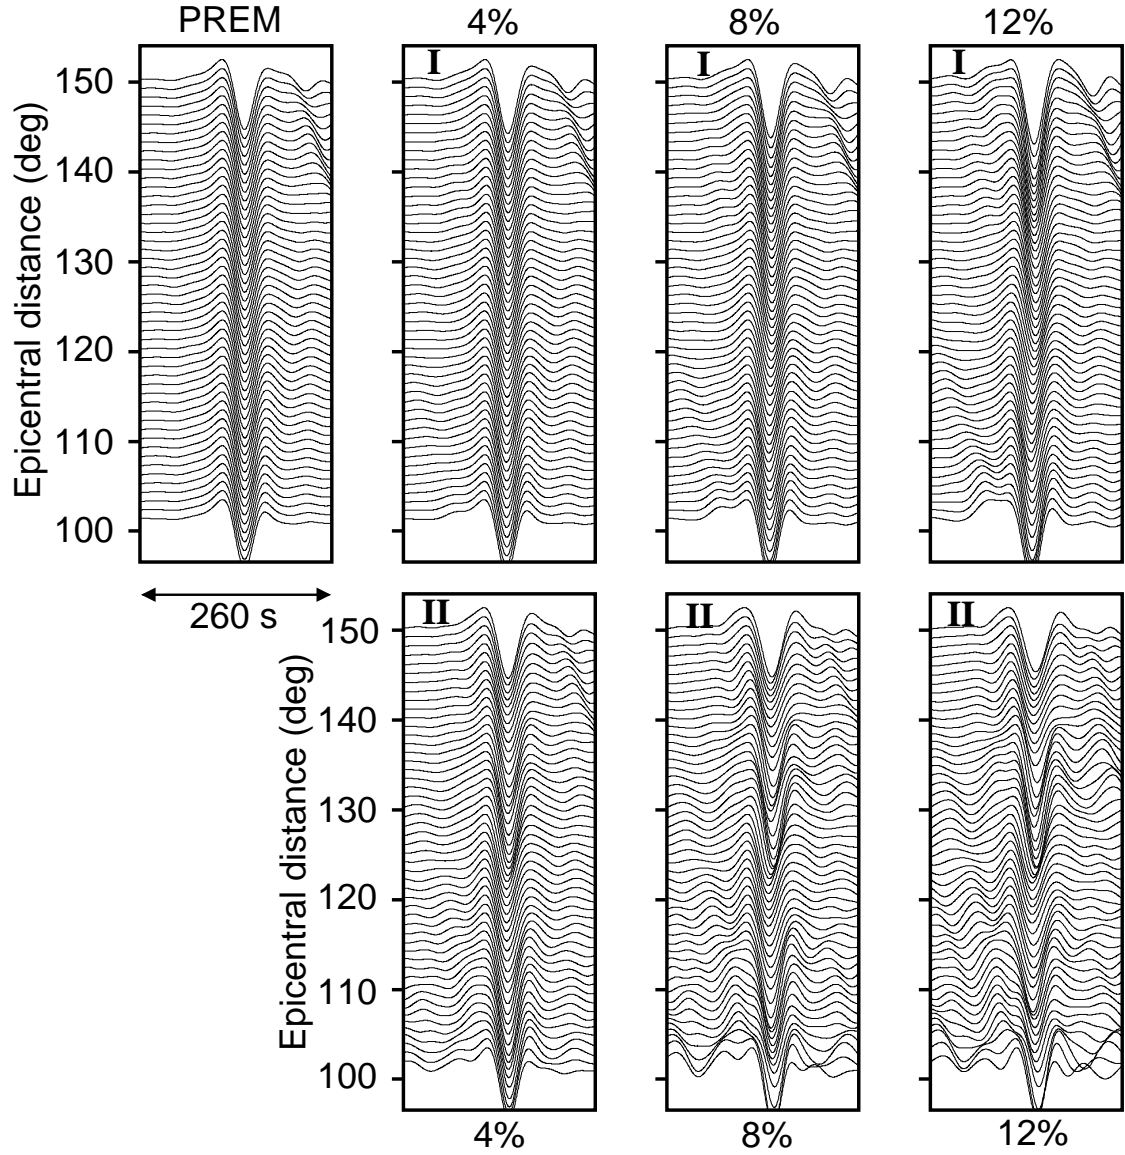 PREM 4% 8% 12%
I I I
Epicentral distance (deg)
150
140
130
120
110
100
260 s
II II II
Epicentral distance (deg)
150
140
130
120
110
100
4% 8% 12%